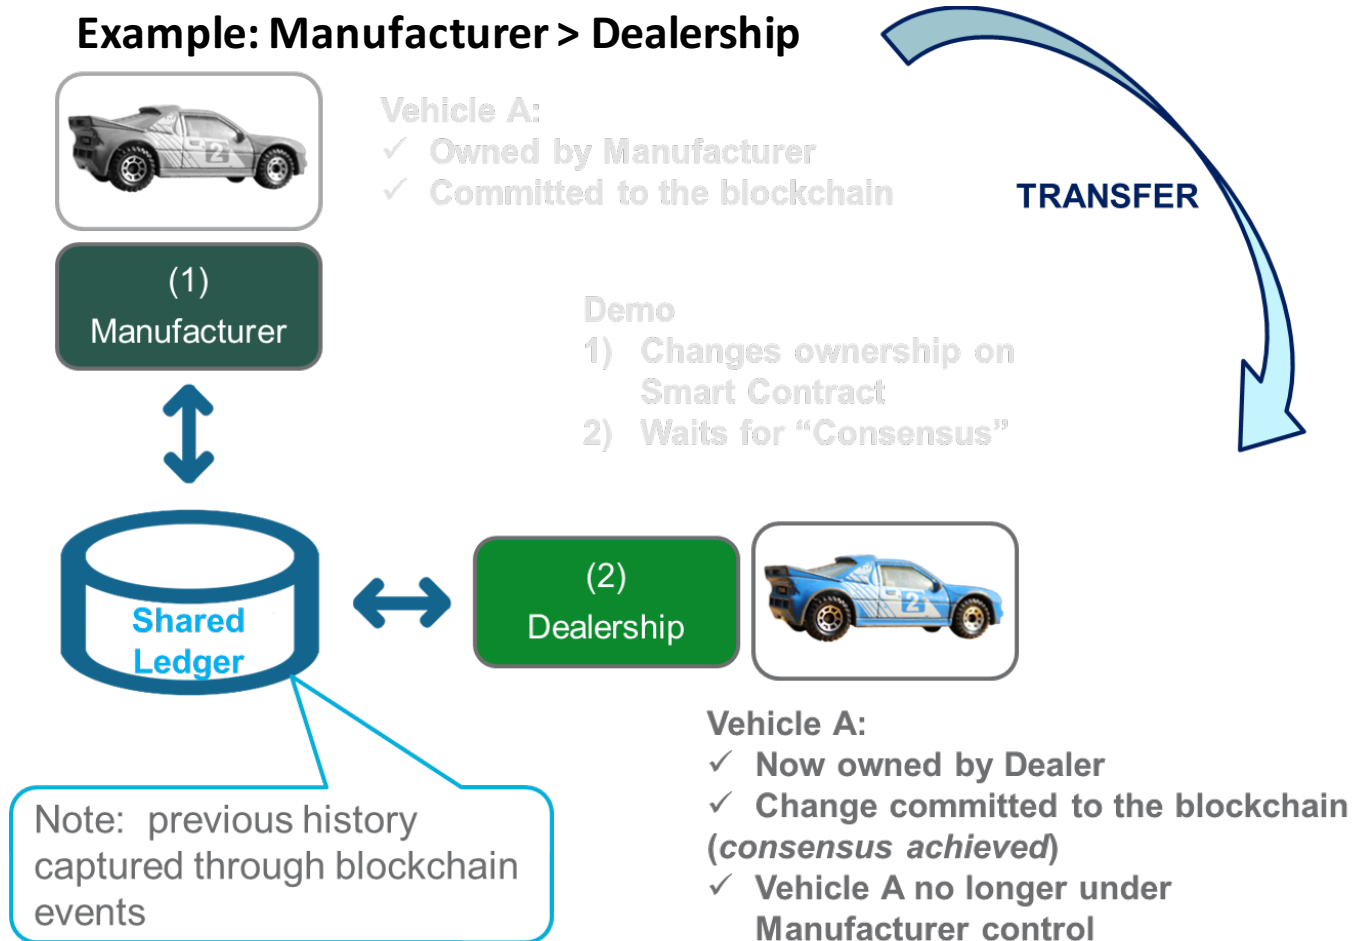 Example: Manufacturer > Dealership
Vehicle A:
✓ Owned by Manufacturer
✓ Committed to the blockchain
TRANSFER
2
(1)
Manufacturer
Demo
1) Changes ownership on
Smart Contract
2) Waits for “Consensus”
Shared
Ledger
(2)
Dealership
2
Vehicle A:
✓ Now owned by Dealer
✓ Change committed to the blockchain
(consensus achieved)
✓ Vehicle A no longer under
Manufacturer control
Note: previous history
captured through blockchain
events